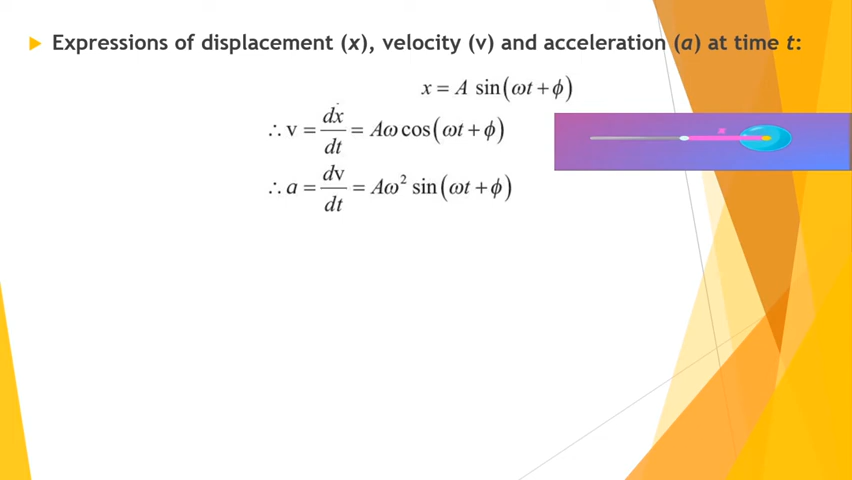 Expressions of displacement (x), velocity (v) and acceleration (a) at time t:
x = A sin(ωt + ϕ)
∴ v = dx/dt = Aω cos(ωt + ϕ)
∴ a = dv/dt = Aω² sin(ωt + ϕ)
x